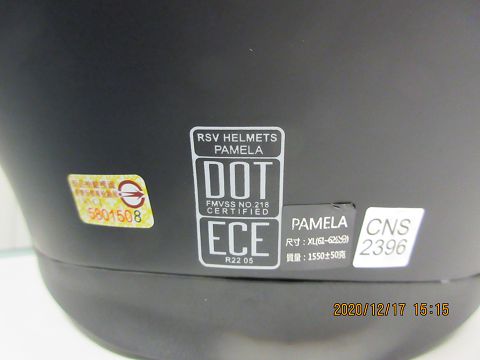 RSV HELMETS
PAMELA
DOT
FMVSS NO.218
CERTIFIED
ECE
R22 05
5801508
PAMELA
尺寸：XL(61~62公分)
質量：1550±50克
CNS
2396
2020/12/17 15:15